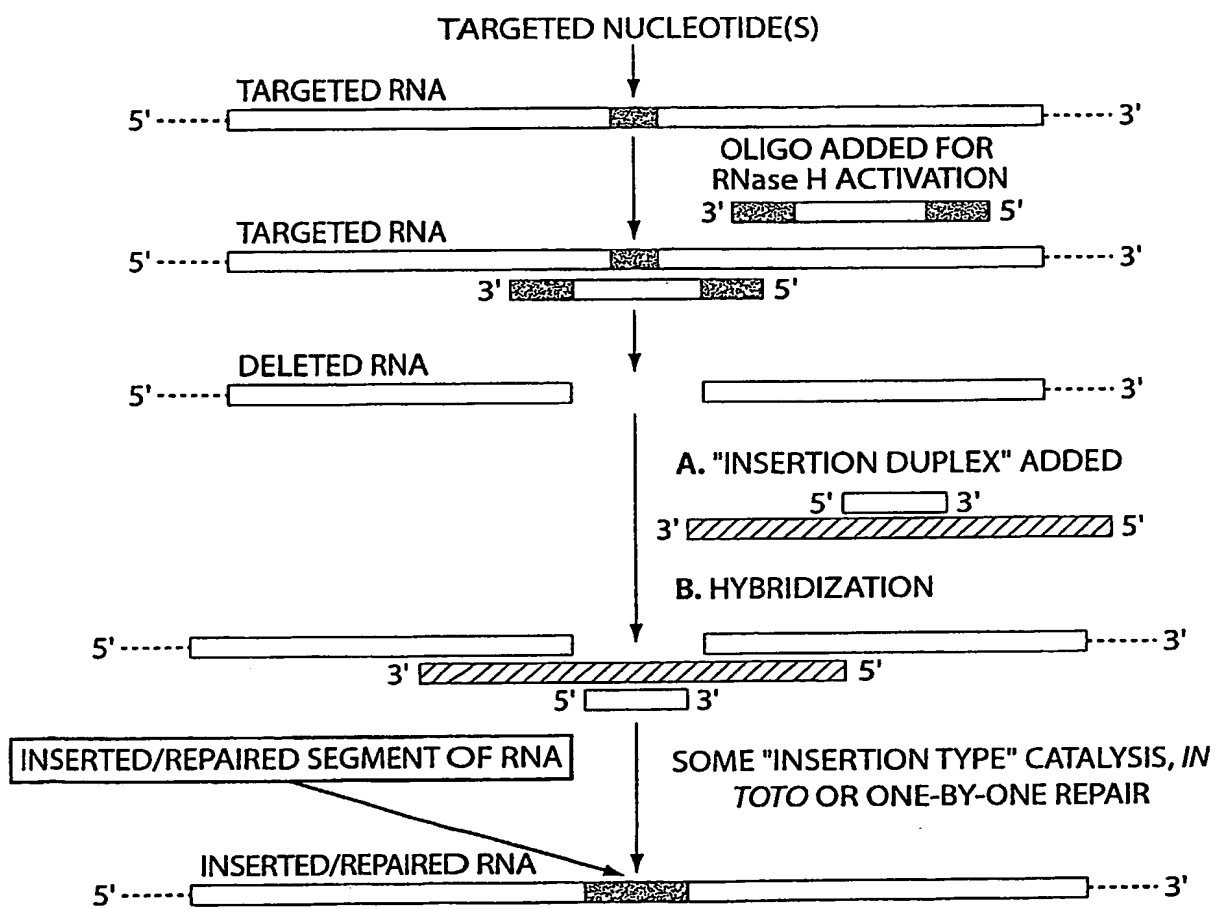 TARGETED NUCLEOTIDE(S)
TARGETED RNA
5' 3'
OLIGO ADDED FOR
RNase H ACTIVATION
3' 5'
TARGETED RNA
5' 3'
3' 5'
DELETED RNA
5' 3'
A. "INSERTION DUPLEX" ADDED
5' 3'
3' 5'
B. HYBRIDIZATION
5' 3'
3' 5'
5' 3'
INSERTED/REPAIRED SEGMENT OF RNA
SOME "INSERTION TYPE" CATALYSIS, IN
TOTO OR ONE-BY-ONE REPAIR
INSERTED/REPAIRED RNA
5' 3'